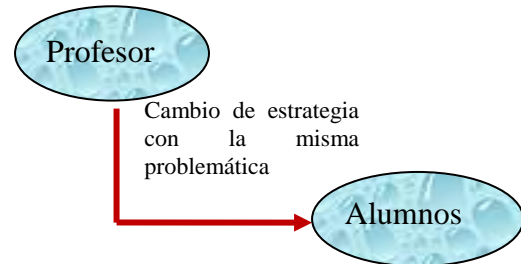 Profesor
Cambio de estrategia
con la misma
problemática
Alumnos